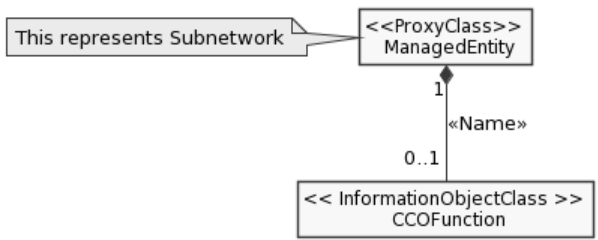 This represents Subnetwork
<<ProxyClass>>
ManagedEntity
1
«Name»
0..1
<< InformationObjectClass >>
CCOFunction